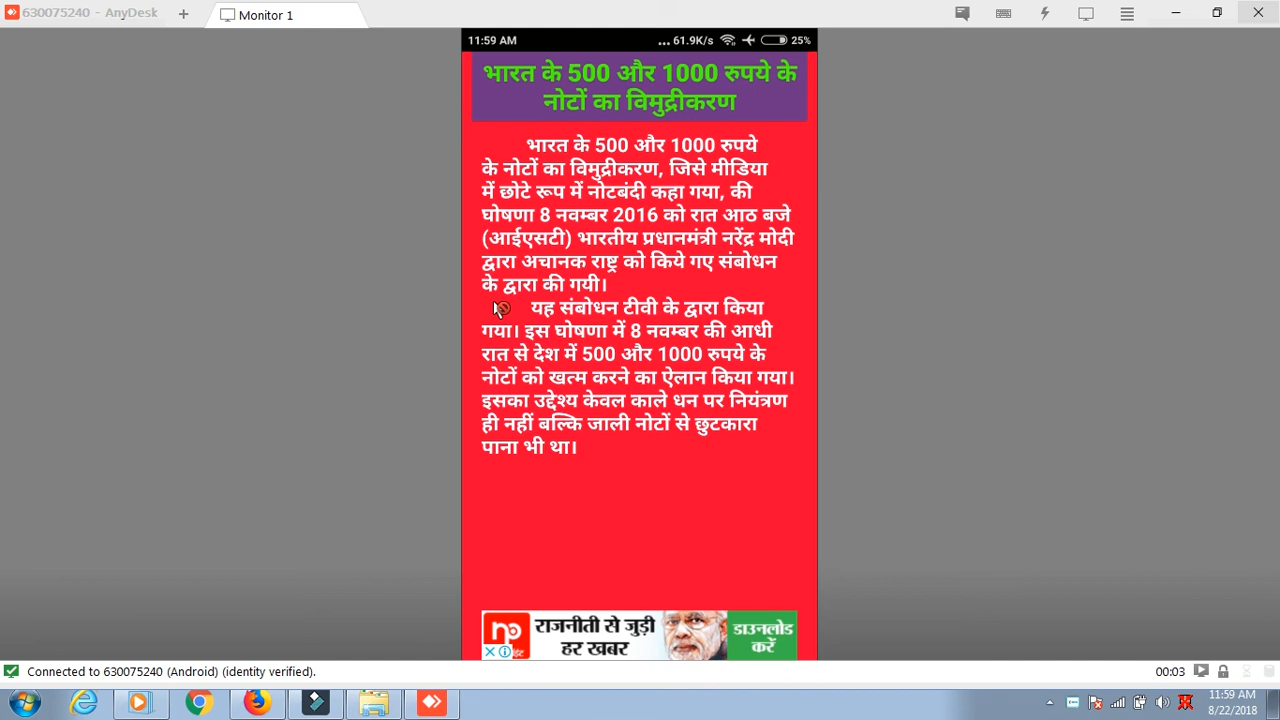 630075240 - AnyDesk
Monitor 1
11:59 AM
... 61.9K/s
25%
भारत के 500 और 1000 रुपये के
नोटों का विमुद्रीकरण
भारत के 500 और 1000 रुपये
के नोटों का विमुद्रीकरण, जिसे मीडिया
में छोटे रूप में नोटबंदी कहा गया, की
घोषणा 8 नवम्बर 2016 को रात आठ बजे
(आईएसटी) भारतीय प्रधानमंत्री नरेंद्र मोदी
द्वारा अचानक राष्ट्र को किये गए संबोधन
के द्वारा की गयी।
यह संबोधन टीवी के द्वारा किया
गया। इस घोषणा में 8 नवम्बर की आधी
रात से देश में 500 और 1000 रुपये के
नोटों को खत्म करने का ऐलान किया गया।
इसका उद्देश्य केवल काले धन पर नियंत्रण
ही नहीं बल्कि जाली नोटों से छुटकारा
पाना भी था।
राजनीती से जुड़ी
हर खबर
डाउनलोड
करें
Connected to 630075240 (Android) (identity verified).
00:03
11:59 AM
8/22/2018